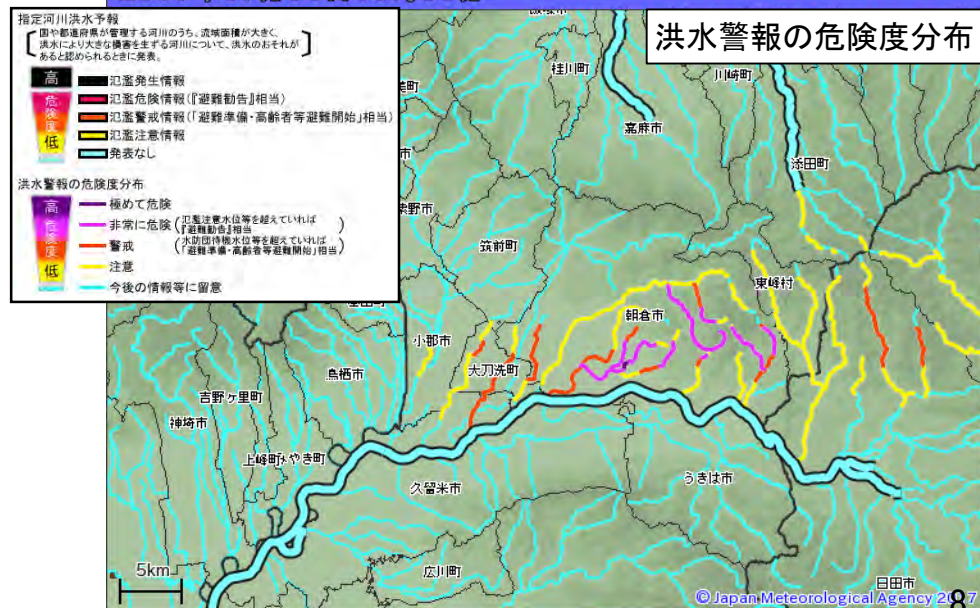 洪水警報の危険度分布
指定河川洪水予報
国や都道府県が管理する河川のうち、流域面積が大きく、
洪水により大きな損害を生ずる河川について、洪水のおそれが
あると認められるときに発表。
高
危険度
低
氾濫発生情報
氾濫危険情報(『避難勧告』相当)
氾濫警戒情報(「避難準備・高齢者等避難開始」相当)
氾濫注意情報
発表なし
洪水警報の危険度分布
高
危険度
低
極めて危険
非常に危険(氾濫注意水位等を超えていれば
『避難勧告』相当)
警戒(水防団待機水位等を超えていれば
「避難準備・高齢者等避難開始」相当)
注意
今後の情報等に留意
桂川町
川崎町
嘉麻市
添田町
筑前町
東峰村
朝倉市
小郡市
大刀洗町
鳥栖市
吉野ヶ里町
神埼市
上峰町
みやき町
久留米市
うきは市
広川町
日田市
5km
© Japan Meteorological Agency